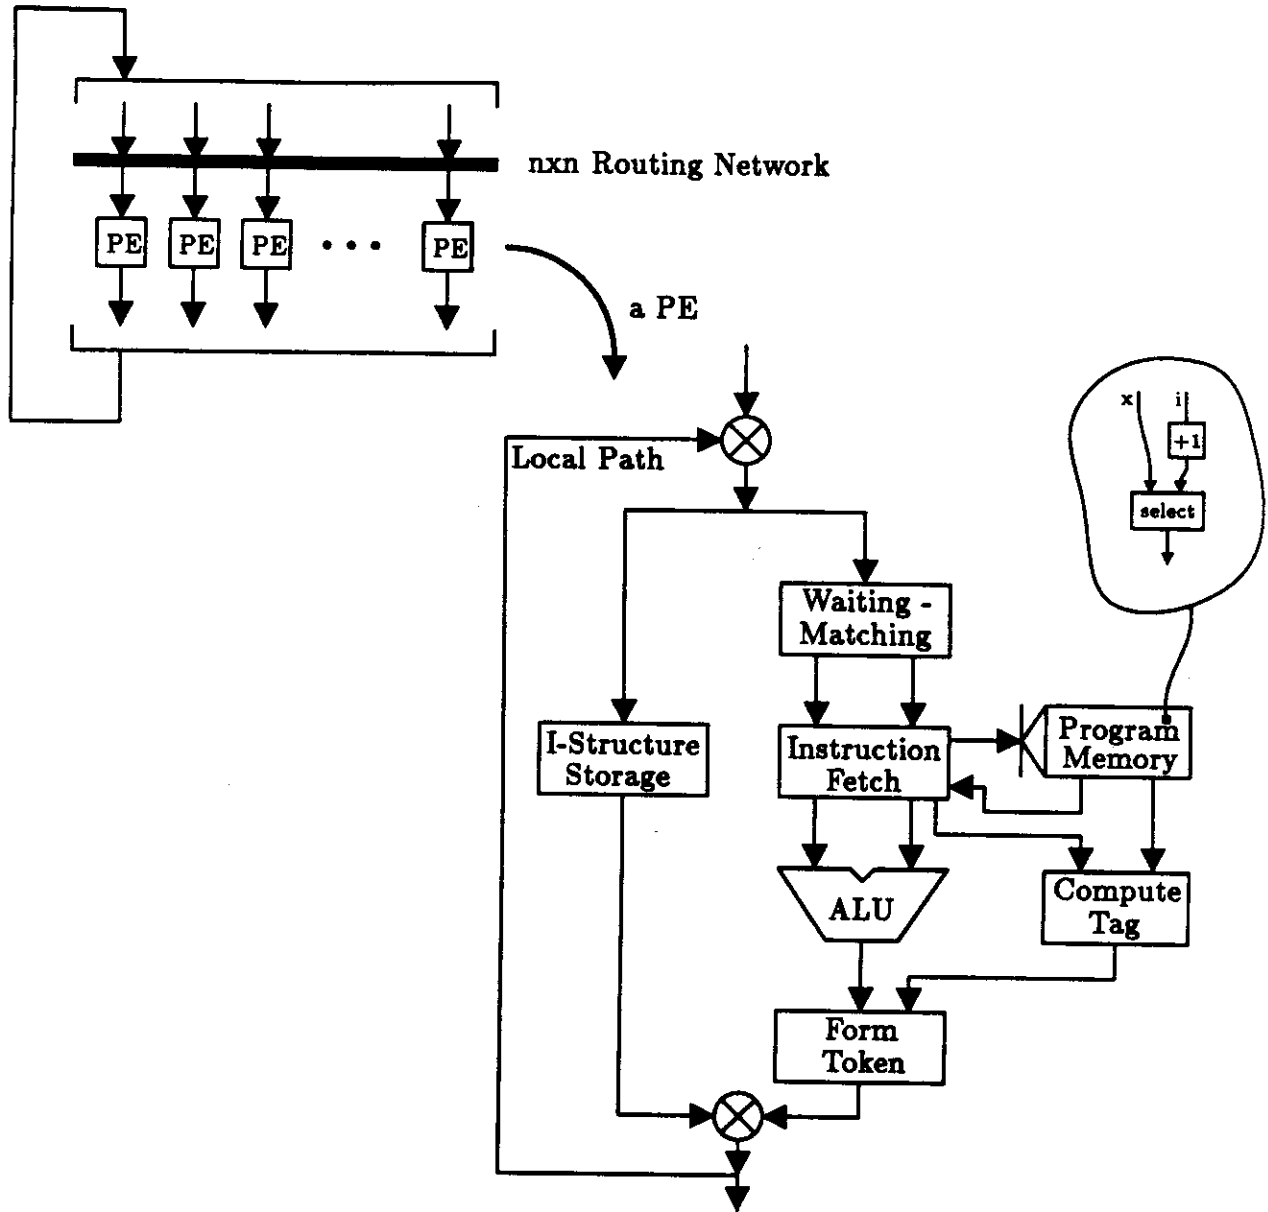 nxn Routing Network
PE PE PE • • • PE
a PE
x i
+1
Local Path
select
Waiting -
Matching
I-Structure
Storage
Instruction
Fetch
Program
Memory
ALU
Compute
Tag
Form
Token